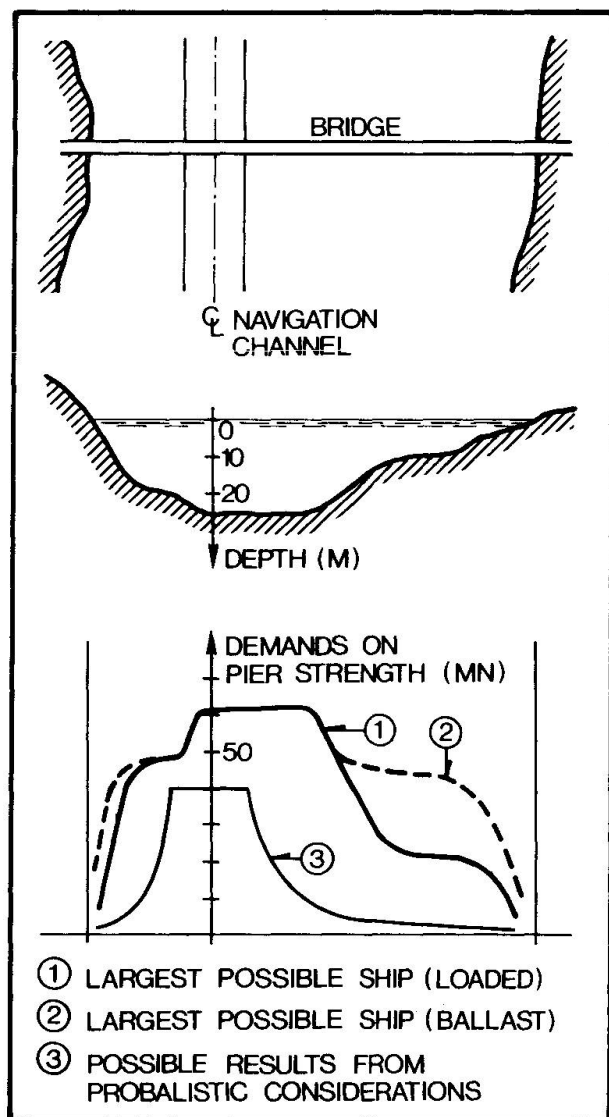 BRIDGE
℄ NAVIGATION
CHANNEL
0
10
20
DEPTH (M)
DEMANDS ON
PIER STRENGTH (MN)
1
2
50
3
1 LARGEST POSSIBLE SHIP (LOADED)
2 LARGEST POSSIBLE SHIP (BALLAST)
3 POSSIBLE RESULTS FROM
PROBALISTIC CONSIDERATIONS